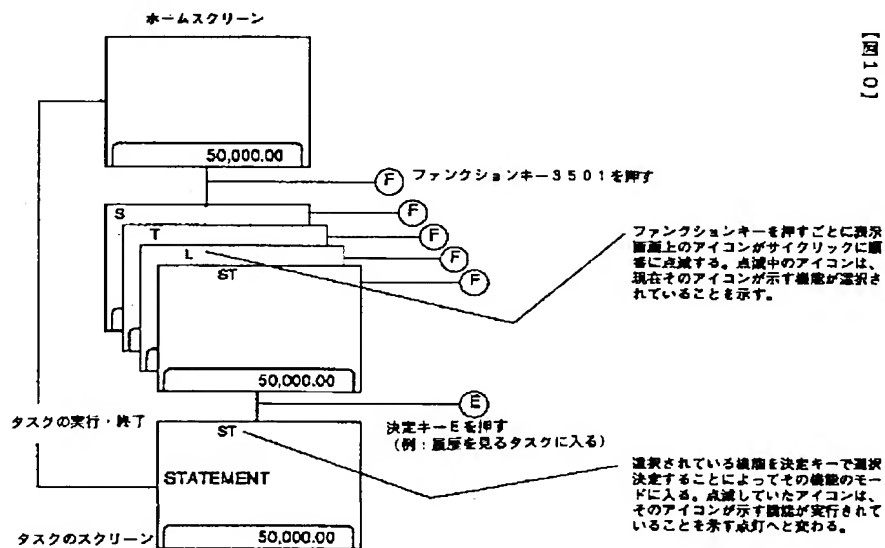 【図10】
ホームスクリーン
50,000.00
F
ファンクションキー3501を押す
S
F
T
F
L
F
ST
F
50,000.00
ファンクションキーを押すごとに表示
画面上のアイコンがサイクリックに順
番に点滅する。点滅中のアイコンは、
現在そのアイコンが示す機能が選択さ
れていることを示す。
タスクの実行・終了
E
決定キーEを押す
(例:履歴を見るタスクに入る)
ST
STATEMENT
タスクのスクリーン
50,000.00
選択されている機能を決定キーで選択
決定することによってその機能のモー
ドに入る。点滅していたアイコンは、
そのアイコンが示す機能が実行されて
いることを示す点灯へと変わる。